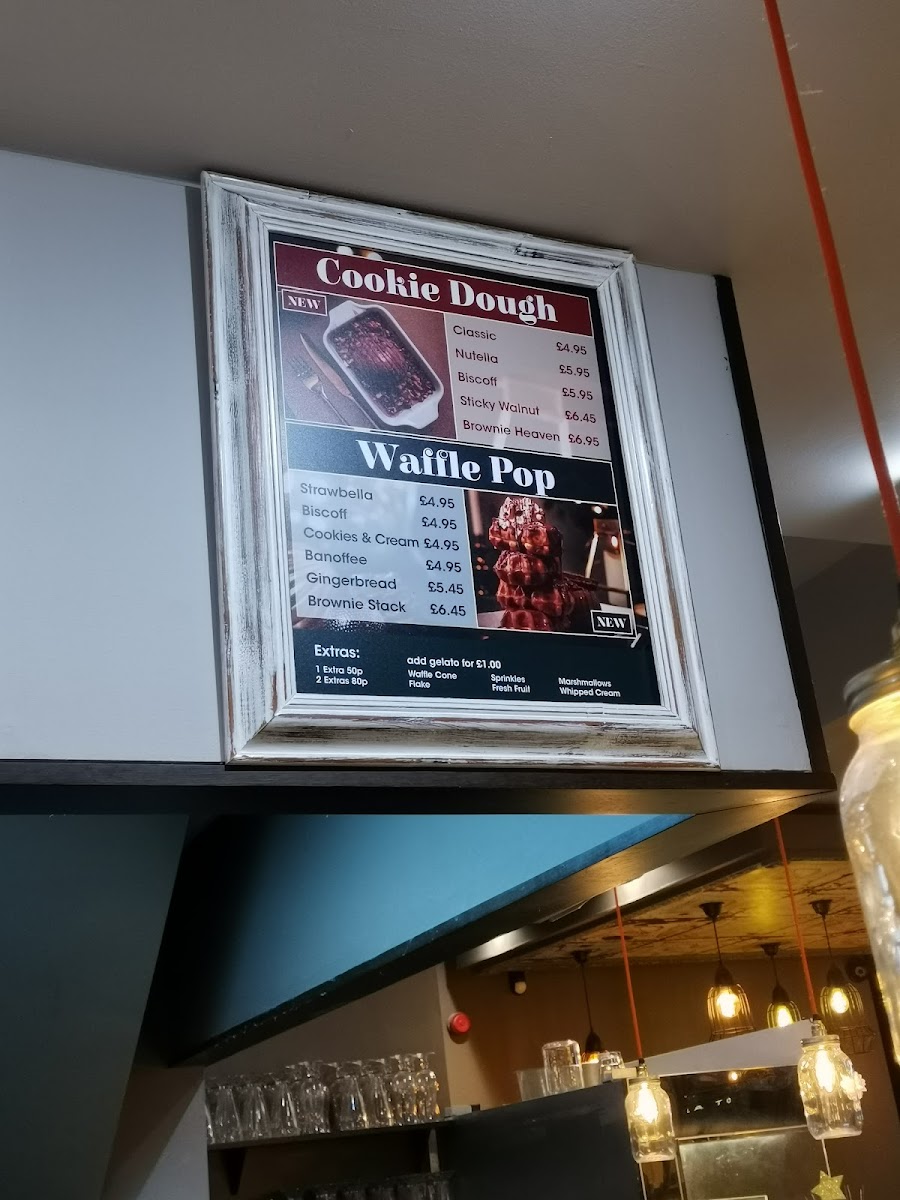 Cookie Dough
NEW
Classic £4.95
Nutella £5.95
Biscoff £5.95
Sticky Walnut £6.45
Brownie Heaven £6.95
Waffle Pop
Strawbella £4.95
Biscoff £4.95
Cookies & Cream £4.95
Banoffee £4.95
Gingerbread £5.45
Brownie Stack £6.45
NEW
Extras:
1 Extra 50p
2 Extras 80p
add gelato for £1.00
Waffle Cone Sprinkles Marshmallows
Flake Fresh Fruit Whipped Cream